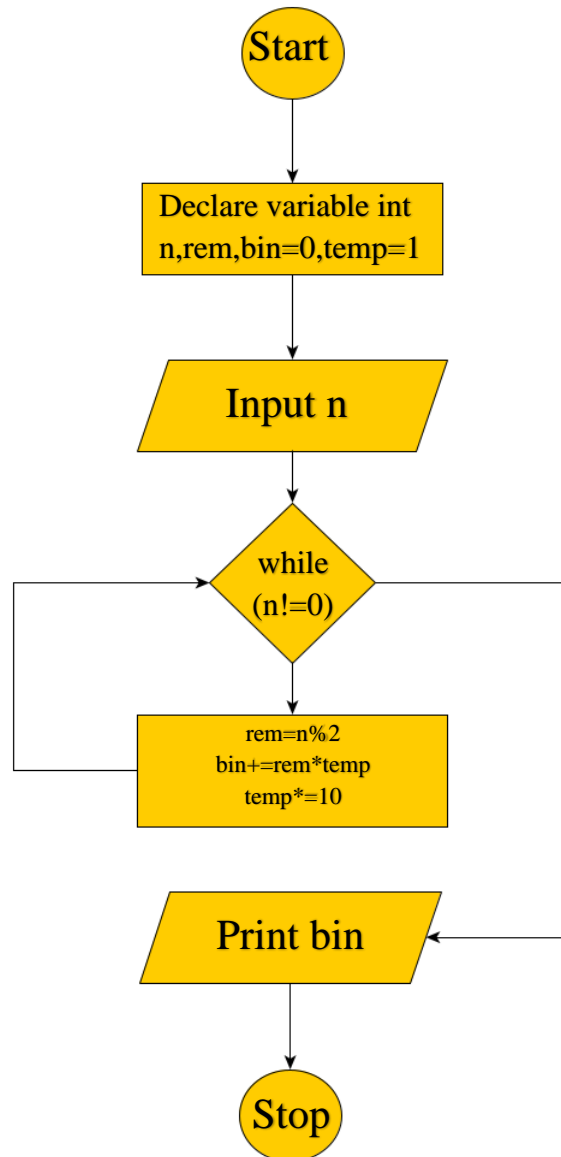 Start
Declare variable int
n,rem,bin=0,temp=1
Input n
while
(n!=0)
rem=n%2
bin+=rem*temp
temp*=10
Print bin
Stop